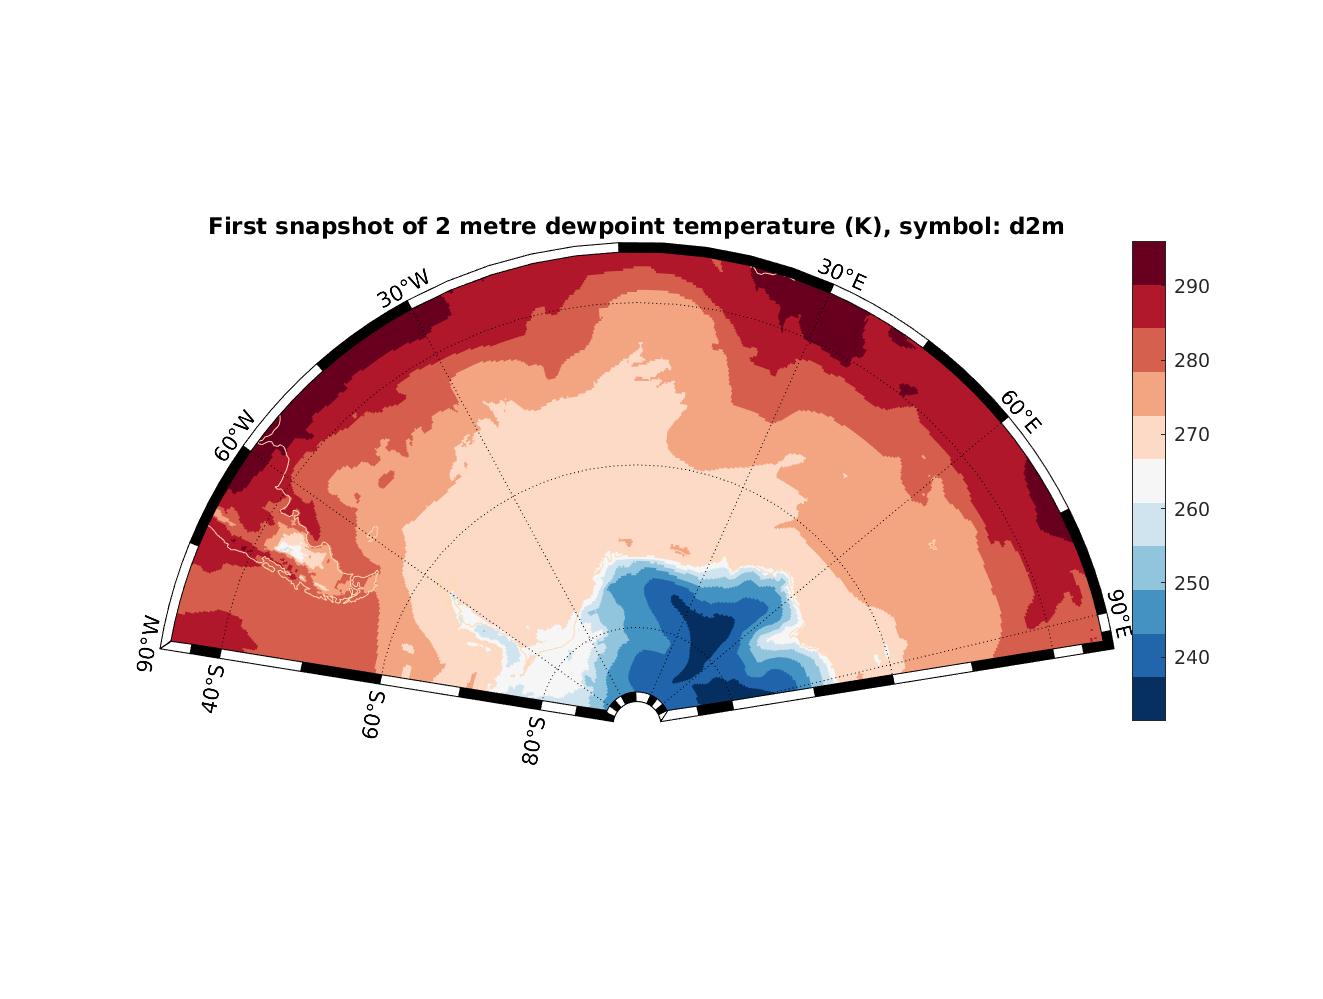 First snapshot of 2 metre dewpoint temperature (K), symbol: d2m
30°W
30°E
60°W
60°E
90°W
90°E
40°S
60°S
80°S
290
280
270
260
250
240